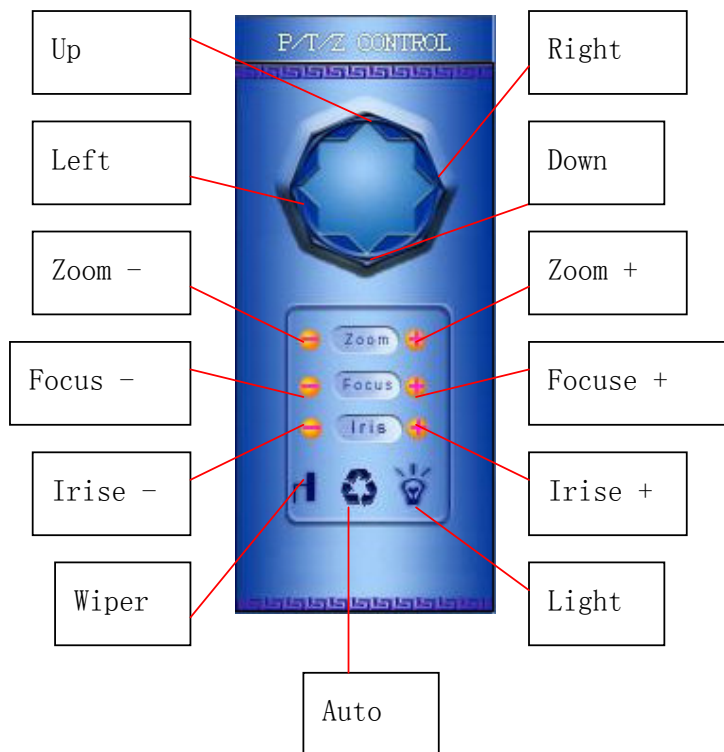 P/T/Z CONTROL
Up
Right
Left
Down
Zoom -
Zoom +
Zoom
Focus -
Focus
Focuse +
Iris
Irise -
Irise +
Wiper
Light
Auto